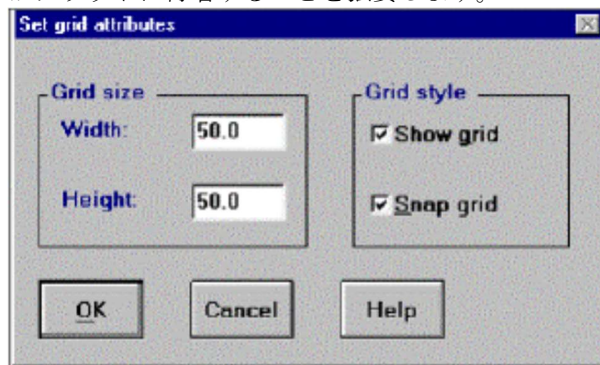 Set grid attributes
Grid size
Width: 50.0
Height: 50.0
Grid style
Show grid
Snap grid
OK Cancel Help